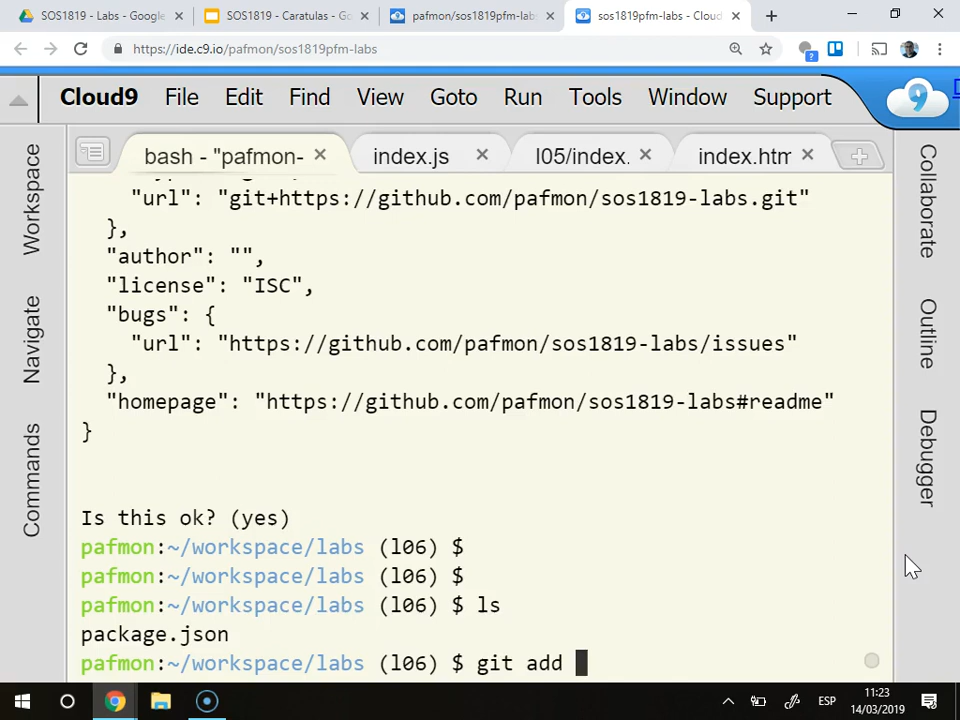 SOS1819 - Labs - Google
SOS1819 - Caratulas - Go
pafmon/sos1819pfm-labs
sos1819pfm-labs - Cloud
https://ide.c9.io/pafmon/sos1819pfm-labs
Cloud9 File Edit Find View Goto Run Tools Window Support
9
bash - "pafmon-
index.js
l05/index.
index.htm
Workspace
Navigate
Commands
Collaborate
Outline
Debugger
"url": "git+https://github.com/pafmon/sos1819-labs.git"
},
"author": "",
"license": "ISC",
"bugs": {
"url": "https://github.com/pafmon/sos1819-labs/issues"
},
"homepage": "https://github.com/pafmon/sos1819-labs#readme"
}
Is this ok? (yes)
pafmon:~/workspace/labs (l06) $
pafmon:~/workspace/labs (l06) $
pafmon:~/workspace/labs (l06) $ ls
package.json
pafmon:~/workspace/labs (l06) $ git add
ESP
11:23
14/03/2019